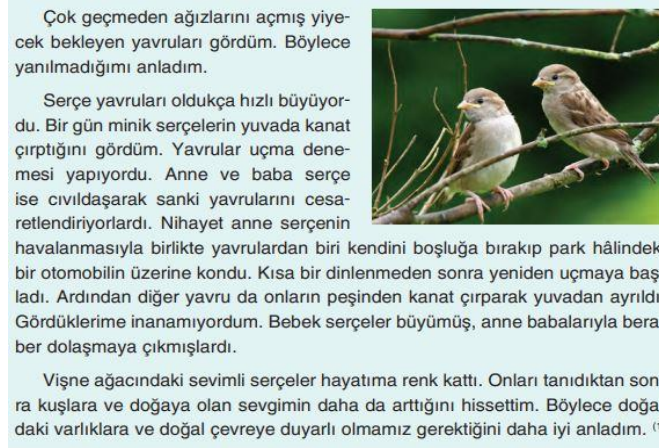 Çok geçmeden ağızlarını açmış yiye-
cek bekleyen yavruları gördüm. Böylece
yanılmadığımı anladım.
Serçe yavruları oldukça hızlı büyüyor-
du. Bir gün minik serçelerin yuvada kanat
çırptığını gördüm. Yavrular uçma dene-
mesi yapıyordu. Anne ve baba serçe
ise cıvıldaşarak sanki yavrularını cesa-
retlendiriyorlardı. Nihayet anne serçenin
havalanmasıyla birlikte yavrulardan biri kendini boşluğa bırakıp park hâlindek
bir otomobilin üzerine kondu. Kısa bir dinlenmeden sonra yeniden uçmaya baş
ladı. Ardından diğer yavru da onların peşinden kanat çırparak yuvadan ayrıldı
Gördüklerime inanamıyordum. Bebek serçeler büyümüş, anne babalarıyla bera
ber dolaşmaya çıkmışlardı.
Vişne ağacındaki sevimli serçeler hayatıma renk kattı. Onları tanıdıktan son
ra kuşlara ve doğaya olan sevgimin daha da arttığını hissettim. Böylece doğa
daki varlıklara ve doğal çevreye duyarlı olmamız gerektiğini daha iyi anladım. (1